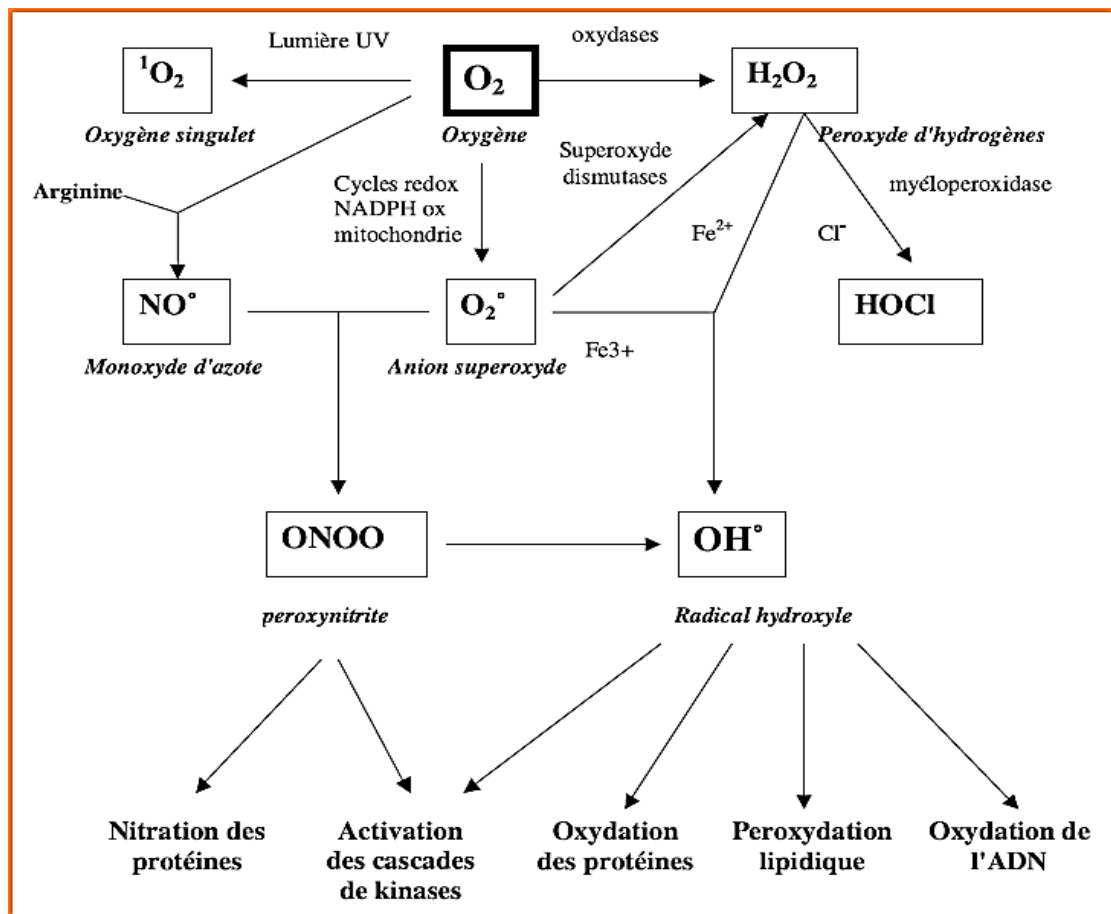 Lumière UV
oxydases
¹O₂
O₂
H₂O₂
Oxygène singulet
Oxygène
Peroxyde d'hydrogènes
Arginine
Cycles redox
NADPH ox
mitochondrie
Superoxyde
dismutases
myéloperoxidase
Fe²⁺
Cl⁻
NO°
O₂°
HOCl
Monoxyde d'azote
Anion superoxyde
Fe3+
ONOO
OH°
peroxynitrite
Radical hydroxyle
Nitration des
protéines
Activation
des cascades
de kinases
Oxydation
des protéines
Peroxydation
lipidique
Oxydation de
l'ADN